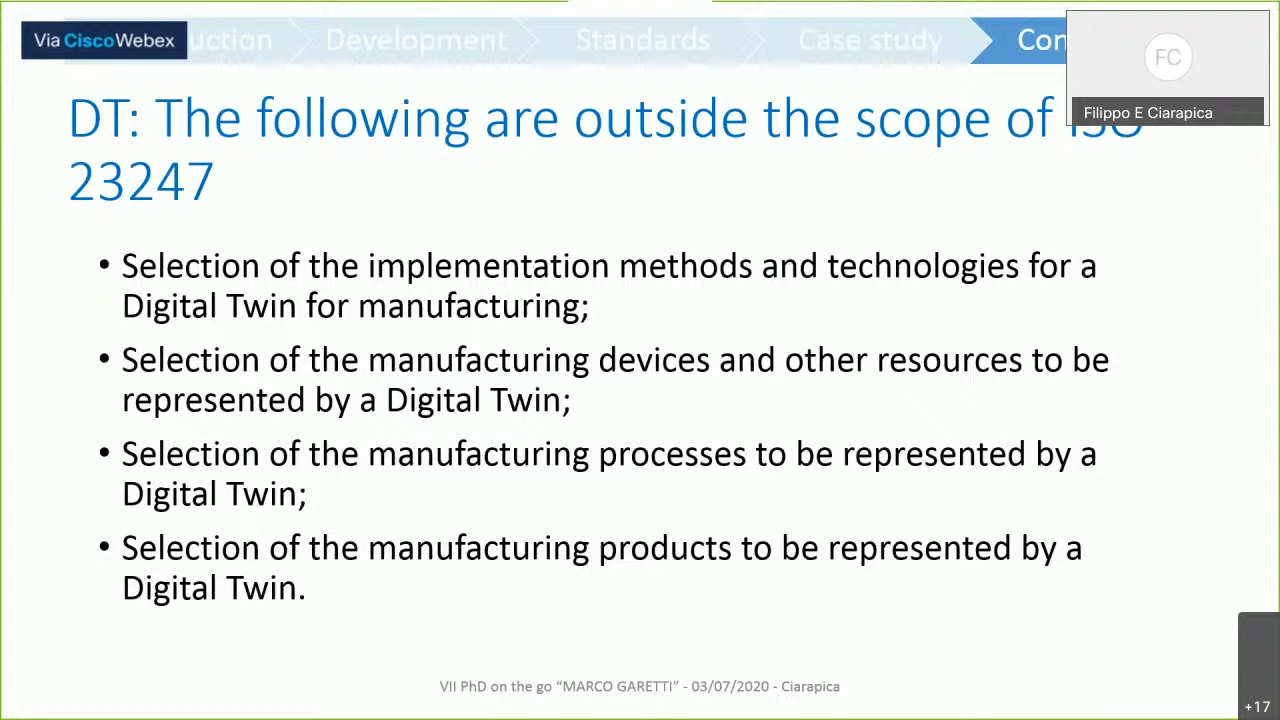 Via Cisco Webex
Development
Standards
Case study
FC
Filippo E Ciarapica
DT: The following are outside the scope of ISO
23247
• Selection of the implementation methods and technologies for a
Digital Twin for manufacturing;
• Selection of the manufacturing devices and other resources to be
represented by a Digital Twin;
• Selection of the manufacturing processes to be represented by a
Digital Twin;
• Selection of the manufacturing products to be represented by a
Digital Twin.
VII PhD on the go “MARCO GARETTI” - 03/07/2020 - Ciarapica
+17